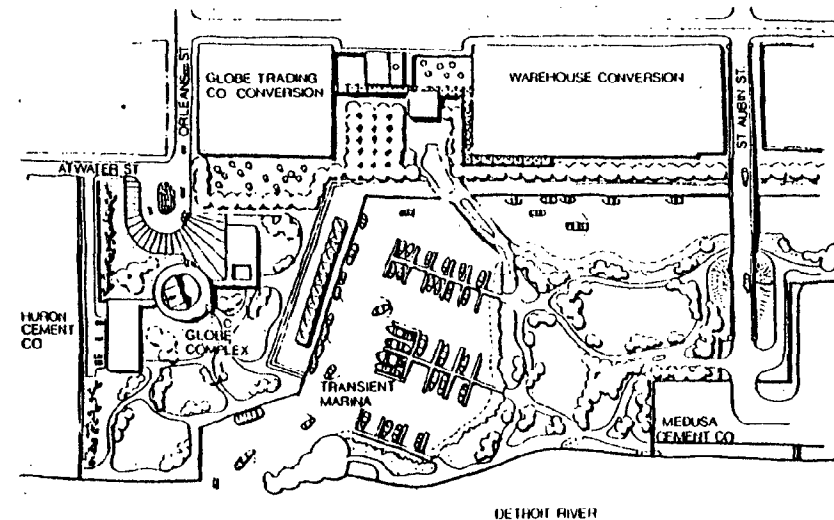 GLOBE TRADING
CO CONVERSION
WAREHOUSE CONVERSION
ORLEANS ST
ST AUBIN ST.
ATWATER ST
HURON
CEMENT
CO
GLOBE
COMPLEX
TRANSIENT
MARINA
MEDUSA
CEMENT CO
DETROIT RIVER